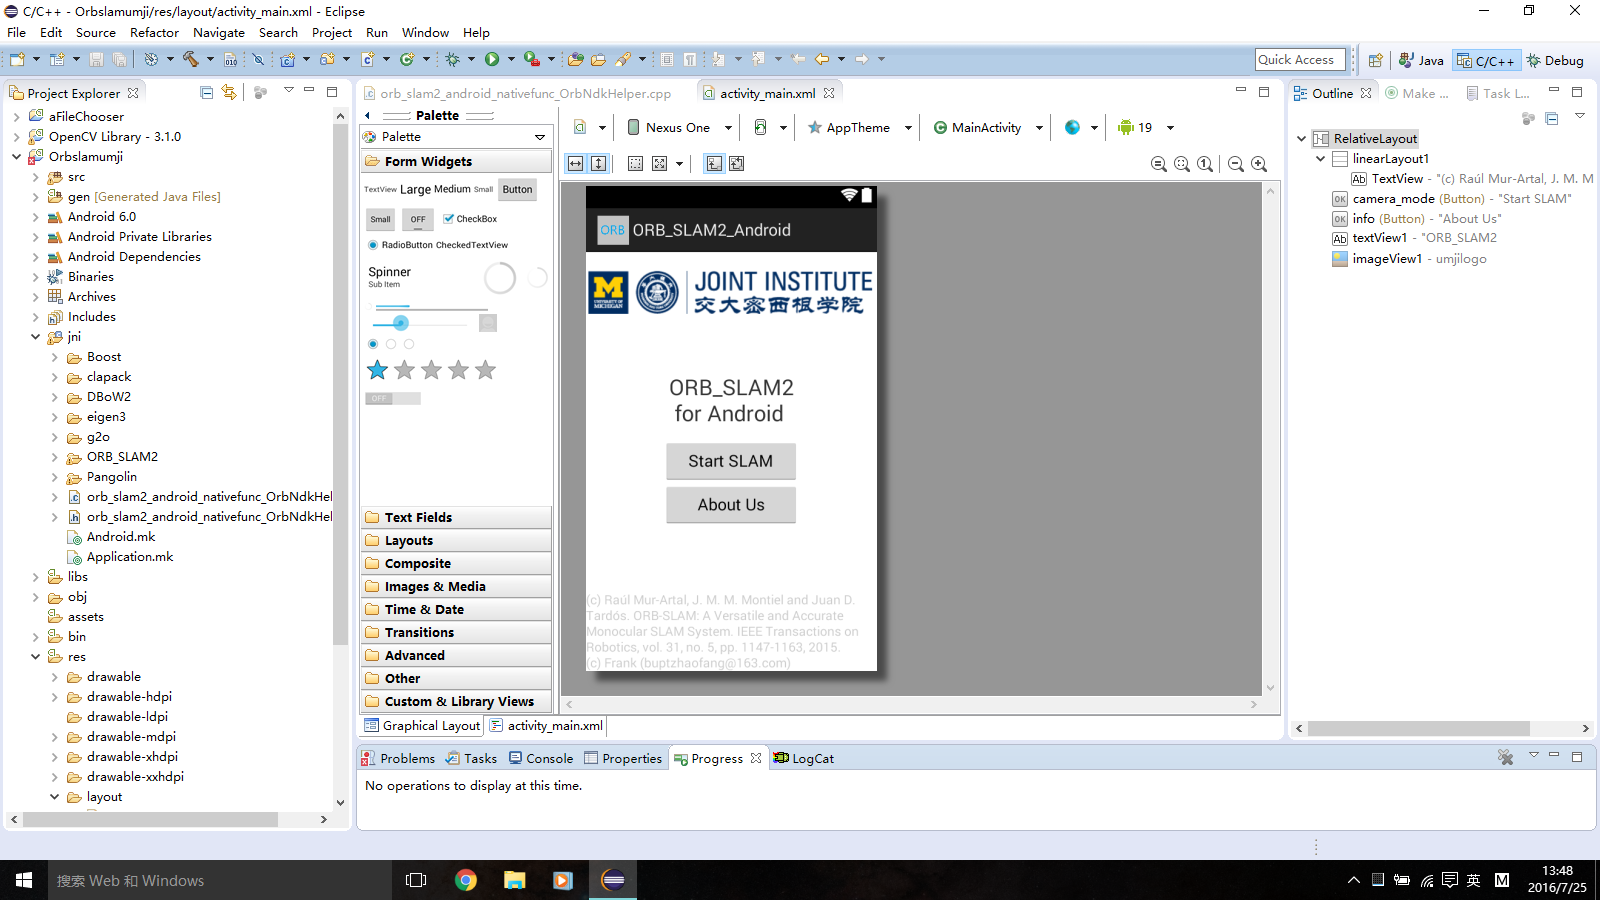 C/C++ - Orbslamumji/res/layout/activity_main.xml - Eclipse
File Edit Source Refactor Navigate Search Project Run Window Help
Quick Access Java C/C++ Debug
Project Explorer
aFileChooser
OpenCV Library - 3.1.0
Orbslamumji
src
gen [Generated Java Files]
Android 6.0
Android Private Libraries
Android Dependencies
Binaries
Archives
Includes
jni
Boost
clapack
DBoW2
eigen3
g2o
ORB_SLAM2
Pangolin
orb_slam2_android_nativefunc_OrbNdkHel
orb_slam2_android_nativefunc_OrbNdkHel
Android.mk
Application.mk
libs
obj
assets
bin
res
drawable
drawable-hdpi
drawable-ldpi
drawable-mdpi
drawable-xhdpi
drawable-xxhdpi
layout
orb_slam2_android_nativefunc_OrbNdkHelper.cpp activity_main.xml
Palette
Palette
Form Widgets
TextView Large Medium Small Button
Small OFF CheckBox
RadioButton CheckedTextView
Spinner
Sub Item
OFF
Text Fields
Layouts
Composite
Images & Media
Time & Date
Transitions
Advanced
Other
Custom & Library Views
Nexus One AppTheme MainActivity 19
ORB ORB_SLAM2_Android
M
UNIVERSITY OF
MICHIGAN
JOINT INSTITUTE
交大密西根学院
ORB_SLAM2
for Android
Start SLAM
About Us
(c) Raúl Mur-Artal, J. M. M. Montiel and Juan D.
Tardós. ORB-SLAM: A Versatile and Accurate
Monocular SLAM System. IEEE Transactions on
Robotics, vol. 31, no. 5, pp. 1147-1163, 2015.
(c) Frank (buptzhaofang@163.com)
Graphical Layout activity_main.xml
Outline Make ... Task L...
RelativeLayout
linearLayout1
Ab TextView - "(c) Raúl Mur-Artal, J. M. M
OK camera_mode (Button) - "Start SLAM"
OK info (Button) - "About Us"
Ab textView1 - "ORB_SLAM2
imageView1 - umjilogo
Problems Tasks Console Properties Progress LogCat
No operations to display at this time.
搜索 Web 和 Windows
英 M
13:48
2016/7/25